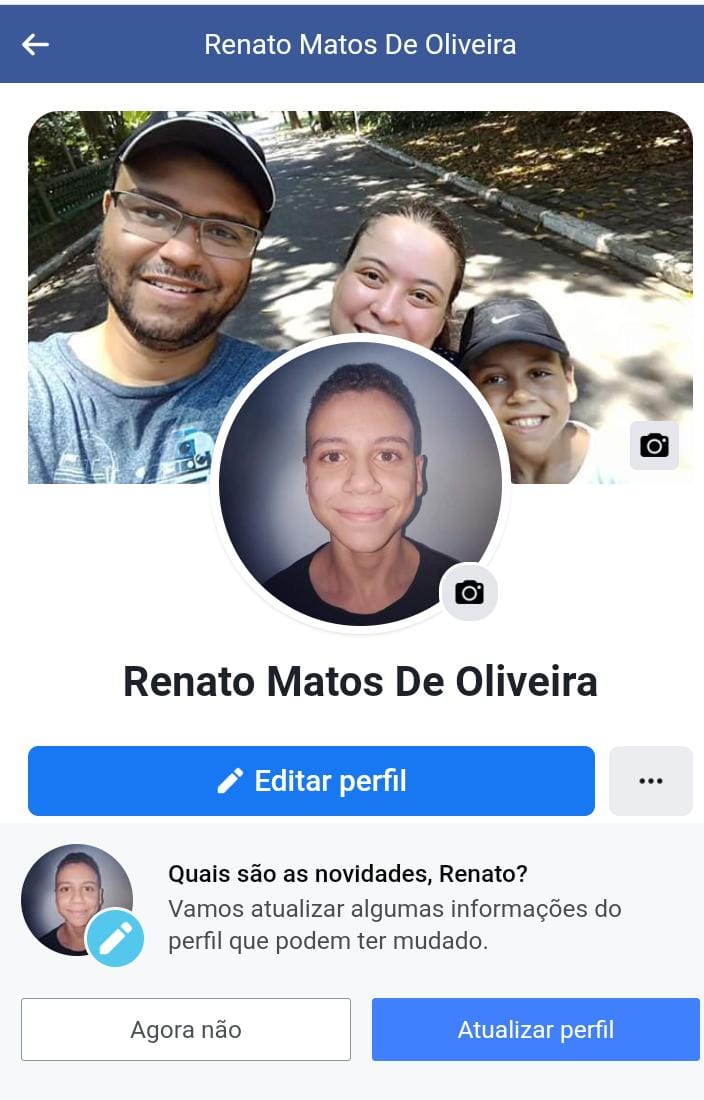 Renato Matos De Oliveira
Renato Matos De Oliveira
Editar perfil
Quais são as novidades, Renato?
Vamos atualizar algumas informações do
perfil que podem ter mudado.
Agora não
Atualizar perfil